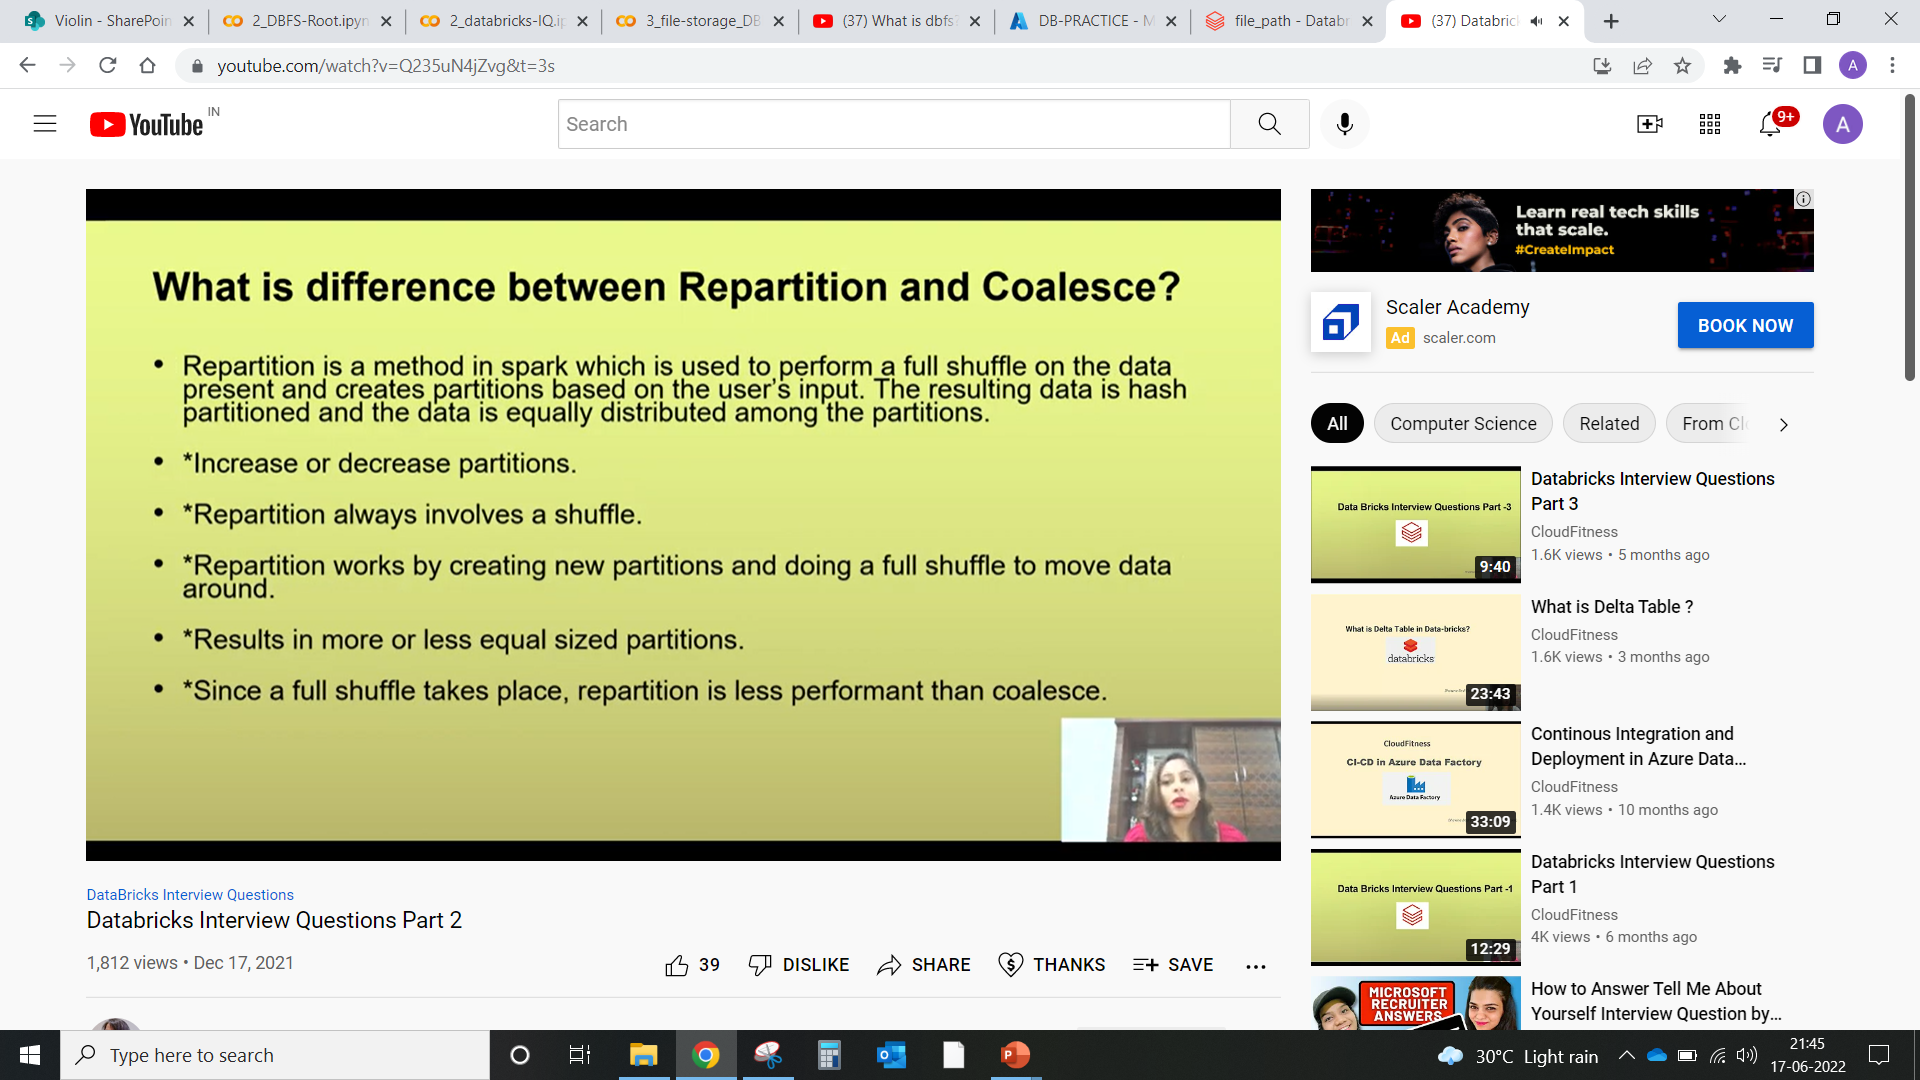 Violin - SharePoin
2_DBFS-Root.ipyn
2_databricks-IQ.ip
3_file-storage_DB
(37) What is dbfs?
DB-PRACTICE - M
file_path - Databr
(37) Databrick
youtube.com/watch?v=Q235uN4jZvg&t=3s
A
YouTube IN
Search
9+
A
What is difference between Repartition and Coalesce?
• Repartition is a method in spark which is used to perform a full shuffle on the data
present and creates partitions based on the user's input. The resulting data is hash
partitioned and the data is equally distributed among the partitions.
• *Increase or decrease partitions.
• *Repartition always involves a shuffle.
• *Repartition works by creating new partitions and doing a full shuffle to move data
around.
• *Results in more or less equal sized partitions.
• *Since a full shuffle takes place, repartition is less performant than coalesce.
DataBricks Interview Questions
Databricks Interview Questions Part 2
1,812 views • Dec 17, 2021
39
DISLIKE
SHARE
THANKS
SAVE
Learn real tech skills
that scale.
#CreateImpact
Scaler Academy
Ad scaler.com
BOOK NOW
All
Computer Science
Related
From Clo
Data Bricks Interview Questions Part -3
9:40
Databricks Interview Questions
Part 3
CloudFitness
1.6K views • 5 months ago
What is Delta Table in Data-bricks?
databricks
23:43
What is Delta Table ?
CloudFitness
1.6K views • 3 months ago
CloudFitness
CI-CD in Azure Data Factory
Azure Data Factory
33:09
Continous Integration and
Deployment in Azure Data...
CloudFitness
1.4K views • 10 months ago
Data Bricks Interview Questions Part -1
12:29
Databricks Interview Questions
Part 1
CloudFitness
4K views • 6 months ago
MICROSOFT
RECRUITER
ANSWERS
How to Answer Tell Me About
Yourself Interview Question by...
Type here to search
30°C Light rain
21:45
17-06-2022